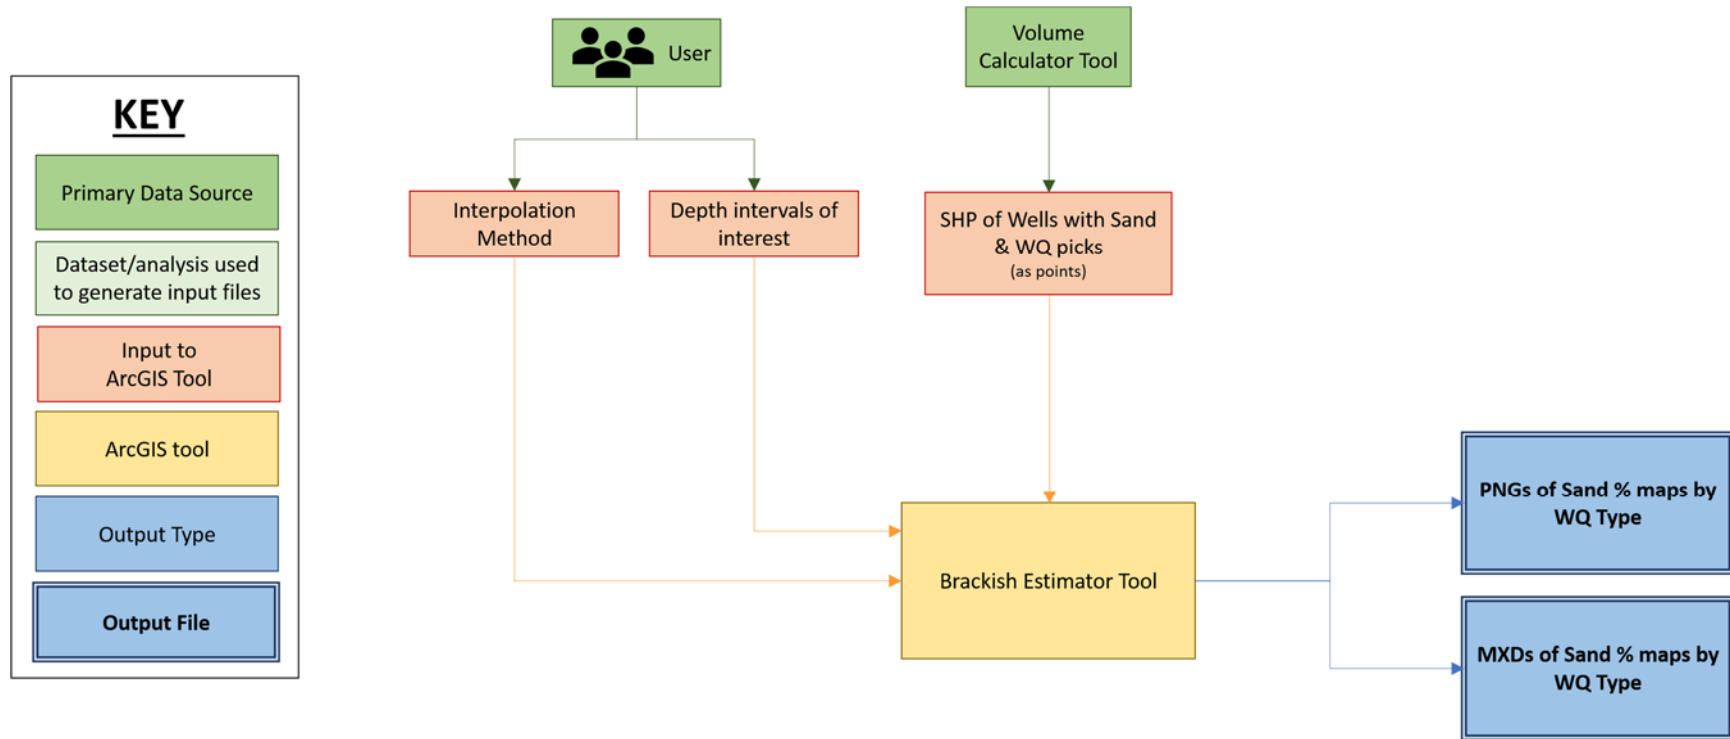 KEY
Primary Data Source
Dataset/analysis used
to generate input files
Input to
ArcGIS Tool
ArcGIS tool
Output Type
Output File
User
Volume
Calculator Tool
Interpolation
Method
Depth intervals of
interest
SHP of Wells with Sand
& WQ picks
(as points)
Brackish Estimator Tool
PNGs of Sand % maps by
WQ Type
MXDs of Sand % maps by
WQ Type